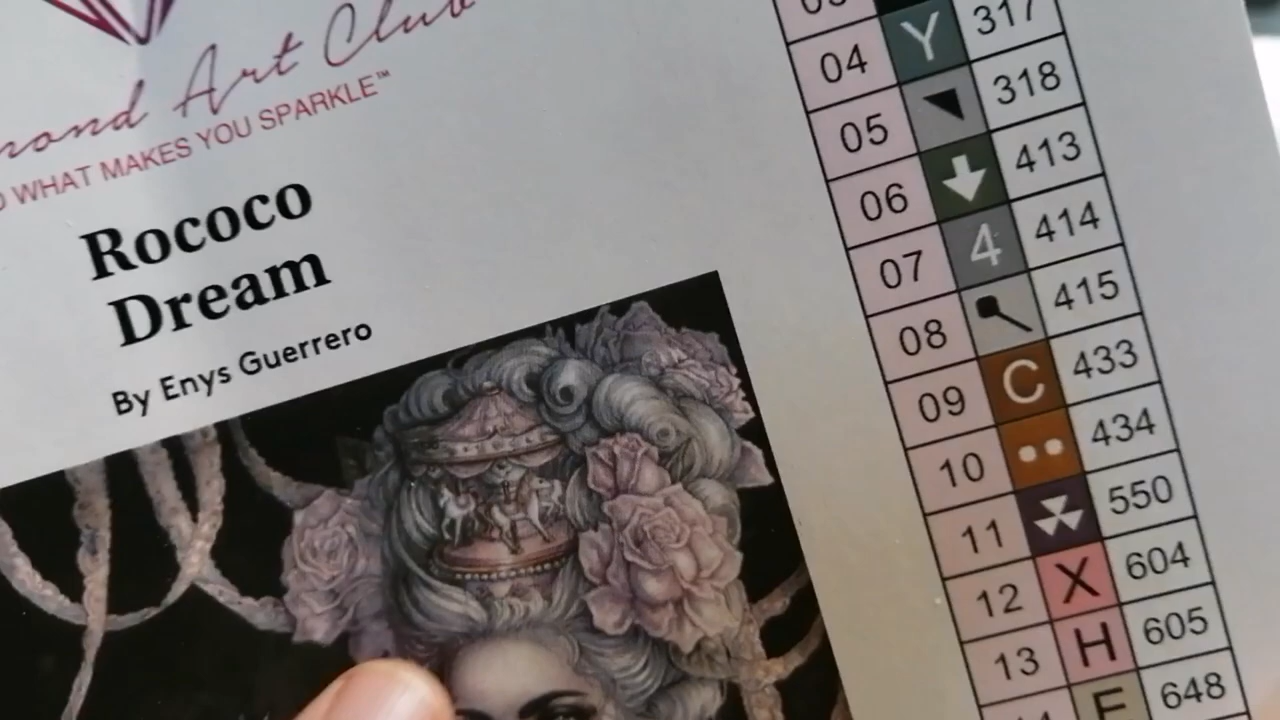 Art Club
WHAT MAKES YOU SPARKLE™
Rococo
Dream
By Enys Guerrero
04 Y 317
05 318
06 413
07 4 414
08 415
09 C 433
10 434
11 550
12 X 604
13 H 605
648